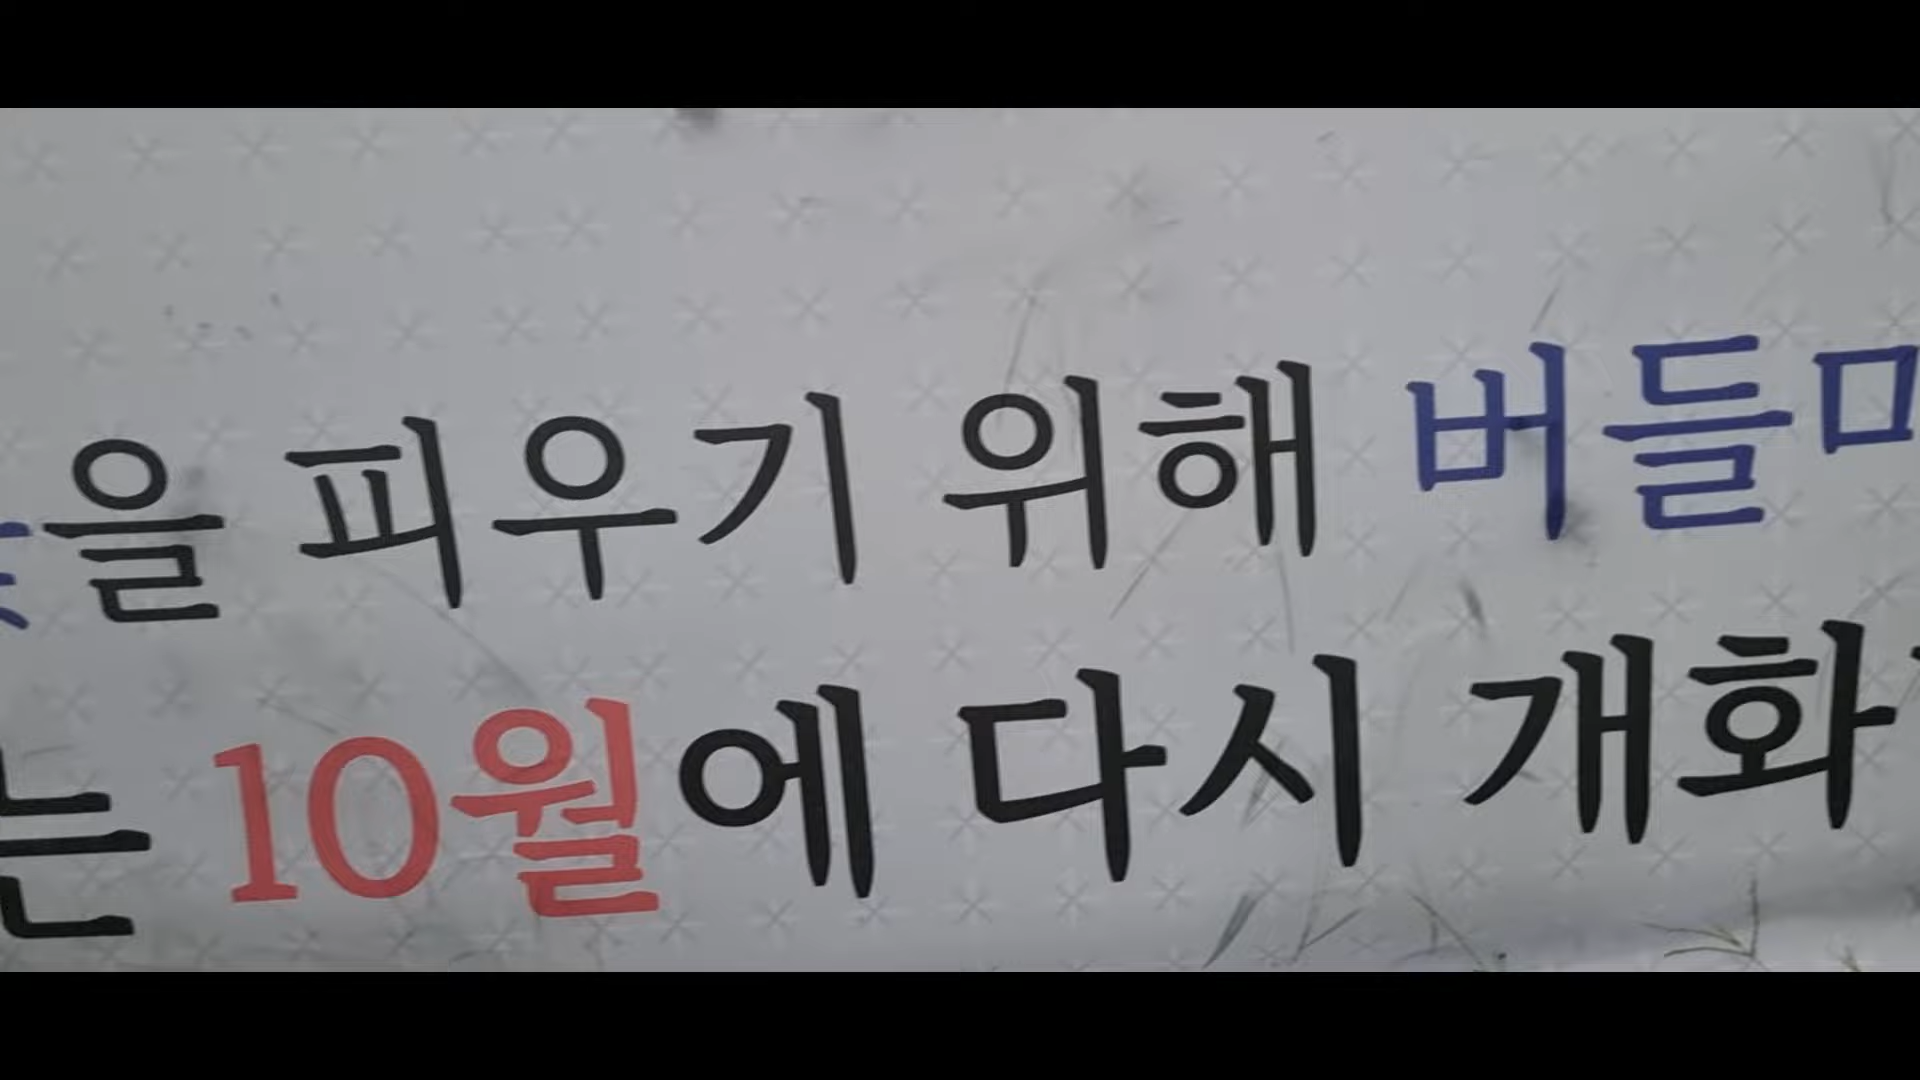 을 피우기 위해 버들
는 10월에 다시 개화